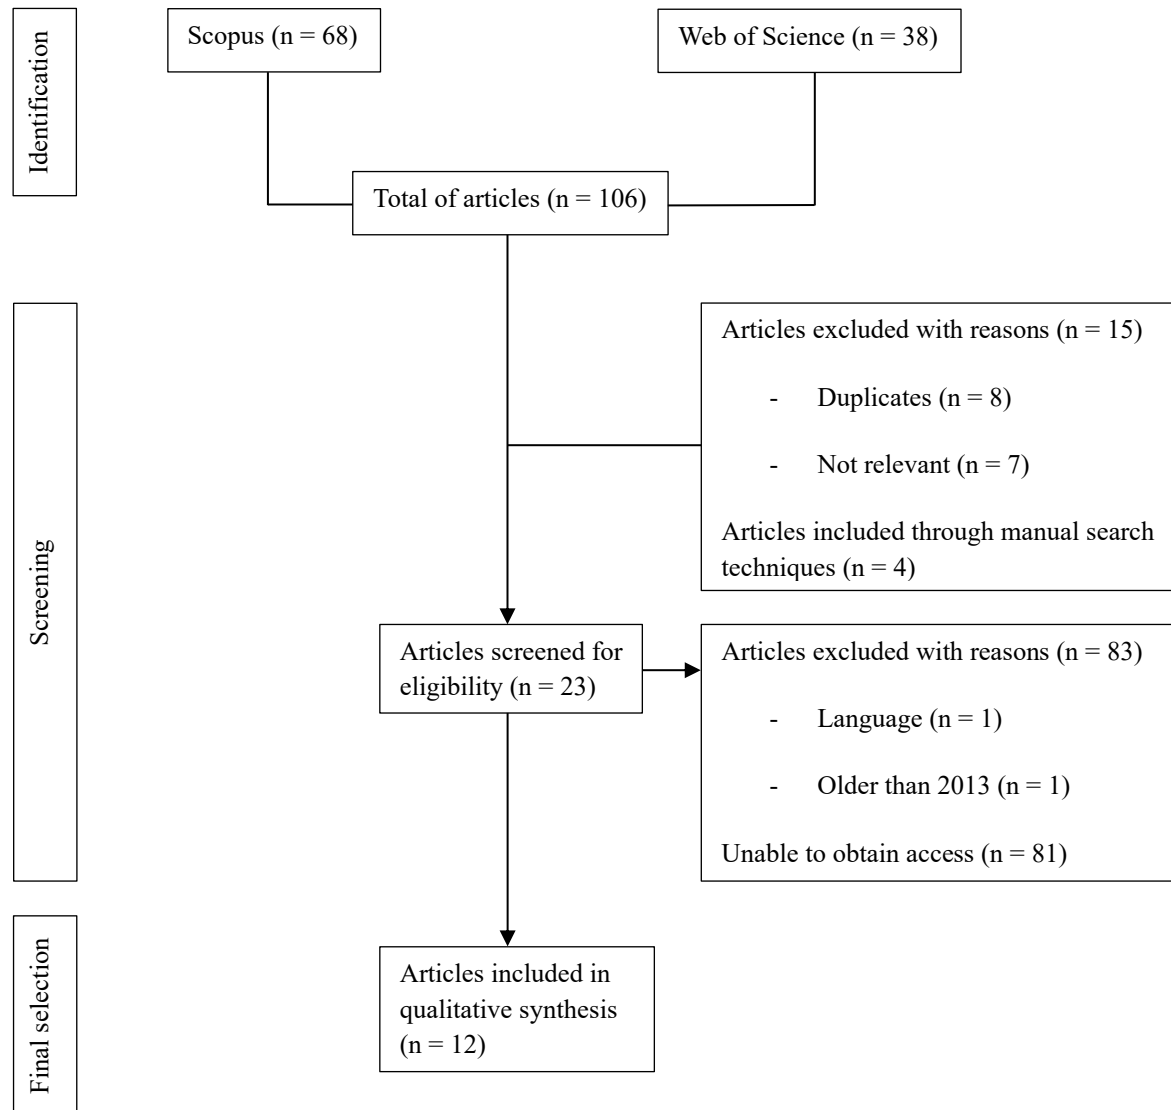 Identification
Scopus (n = 68)
Web of Science (n = 38)
Total of articles (n = 106)
Screening
Articles excluded with reasons (n = 15)
- Duplicates (n = 8)
- Not relevant (n = 7)
Articles included through manual search
techniques (n = 4)
Articles screened for
eligibility (n = 23)
Articles excluded with reasons (n = 83)
- Language (n = 1)
- Older than 2013 (n = 1)
Unable to obtain access (n = 81)
Final selection
Articles included in
qualitative synthesis
(n = 12)